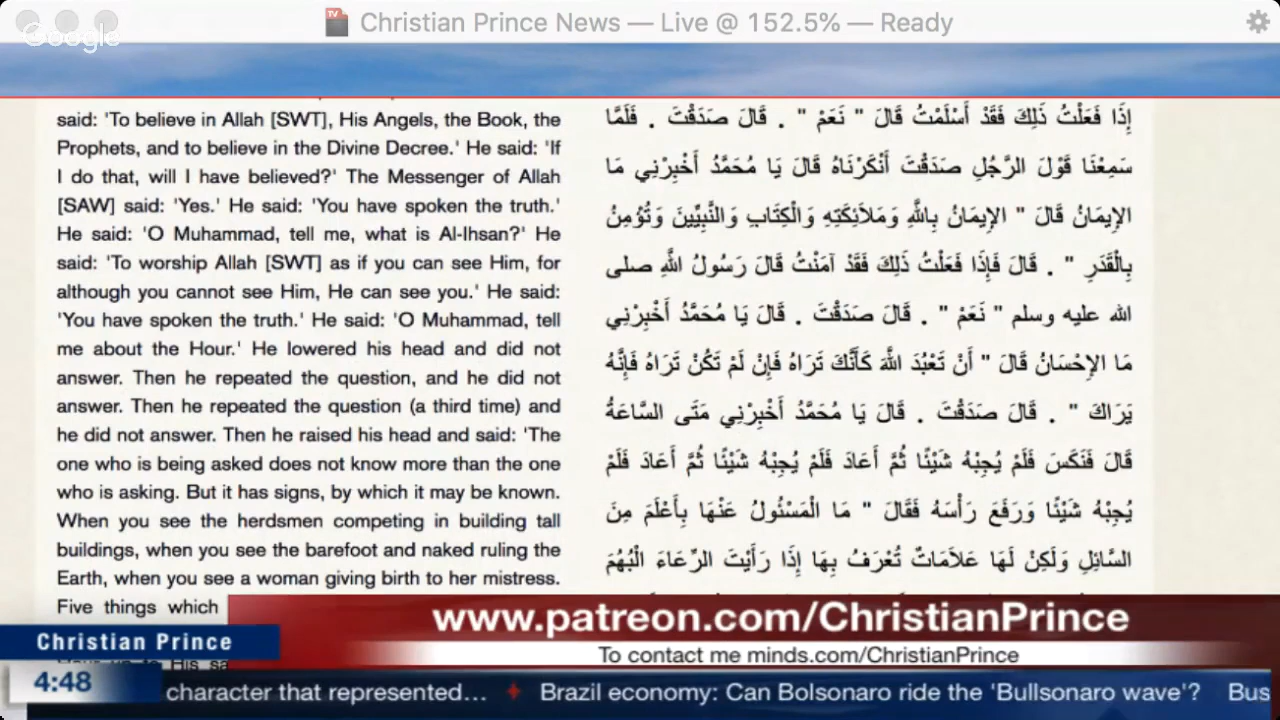 Google
TV
Christian Prince News — Live @ 152.5% — Ready
said: 'To believe in Allah [SWT], His Angels, the Book, the
Prophets, and to believe in the Divine Decree.' He said: 'If
I do that, will I have believed?' The Messenger of Allah
[SAW] said: 'Yes.' He said: 'You have spoken the truth.'
He said: 'O Muhammad, tell me, what is Al-Ihsan?' He
said: 'To worship Allah [SWT] as if you can see Him, for
although you cannot see Him, He can see you.' He said:
'You have spoken the truth.' He said: 'O Muhammad, tell
me about the Hour.' He lowered his head and did not
answer. Then he repeated the question, and he did not
answer. Then he repeated the question (a third time) and
he did not answer. Then he raised his head and said: 'The
one who is being asked does not know more than the one
who is asking. But it has signs, by which it may be known.
When you see the herdsmen competing in building tall
buildings, when you see the barefoot and naked ruling the
Earth, when you see a woman giving birth to her mistress.
Five things which
إِذَا فَعَلْتُ ذَلِكَ فَقَدْ أَسْلَمْتُ قَالَ " نَعَمْ " . قَالَ صَدَقْتَ . فَلَمَّا
سَمِعْنَا قَوْلَ الرَّجُلِ صَدَقْتَ أَنْكَرْنَاهُ قَالَ يَا مُحَمَّدُ أَخْبِرْنِي مَا
الإِيمَانُ قَالَ " الإِيمَانُ بِاللَّهِ وَمَلاَئِكَتِهِ وَالْكِتَابِ وَالنَّبِيِّينَ وَتُؤْمِنُ
بِالْقَدَرِ " . قَالَ فَإِذَا فَعَلْتُ ذَلِكَ فَقَدْ آمَنْتُ قَالَ رَسُولُ اللَّهِ صلى
الله عليه وسلم " نَعَمْ " . قَالَ صَدَقْتَ . قَالَ يَا مُحَمَّدُ أَخْبِرْنِي
مَا الإِحْسَانُ قَالَ " أَنْ تَعْبُدَ اللَّهَ كَأَنَّكَ تَرَاهُ فَإِنْ لَمْ تَكُنْ تَرَاهُ فَإِنَّهُ
يَرَاكَ " . قَالَ صَدَقْتَ . قَالَ يَا مُحَمَّدُ أَخْبِرْنِي مَتَى السَّاعَةُ
قَالَ فَنَكَسَ فَلَمْ يُجِبْهُ شَيْئًا ثُمَّ أَعَادَ فَلَمْ يُجِبْهُ شَيْئًا ثُمَّ أَعَادَ فَلَمْ
يُجِبْهُ شَيْئًا وَرَفَعَ رَأْسَهُ فَقَالَ " مَا الْمَسْئُولُ عَنْهَا بِأَعْلَمَ مِنَ
السَّائِلِ وَلَكِنْ لَهَا عَلاَمَاتٌ تُعْرَفُ بِهَا إِذَا رَأَيْتَ الرِّعَاءَ الْبُهُمَ
www.patreon.com/ChristianPrince
Christian Prince
To contact me minds.com/ChristianPrince
4:48
character that represented... Brazil economy: Can Bolsonaro ride the 'Bullsonaro wave'? Bus